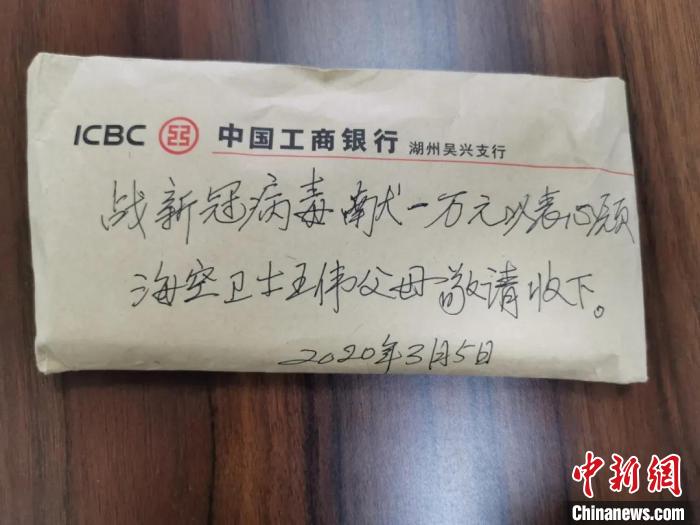 ICBC 中国工商银行 湖州吴兴支行
战新冠病毒献一万元以表心愿
海空卫士王伟父母敬请收下。
2020年3月5日
中新网
Chinanews.com